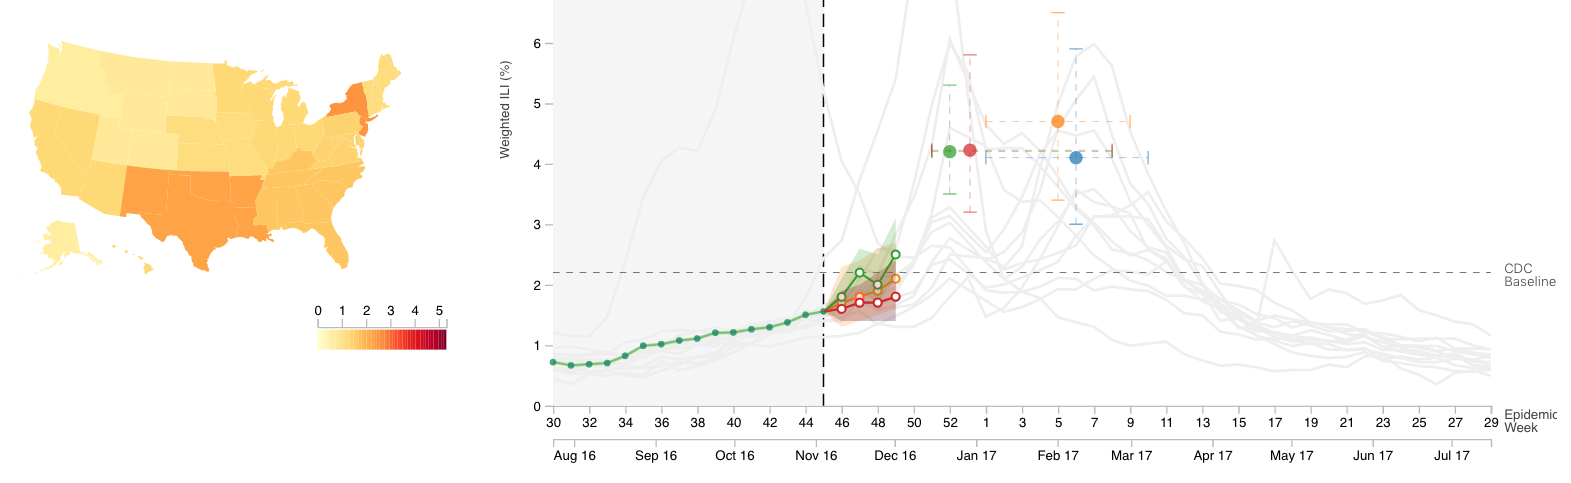 0 1 2 3 4 5
Weighted ILI (%)
6
5
4
3
2
1
0
CDC
Baseline
30 32 34 36 38 40 42 44 46 48 50 52 1 3 5 7 9 11 13 15 17 19 21 23 25 27 29
Epidemic
Week
Aug 16 Sep 16 Oct 16 Nov 16 Dec 16 Jan 17 Feb 17 Mar 17 Apr 17 May 17 Jun 17 Jul 17